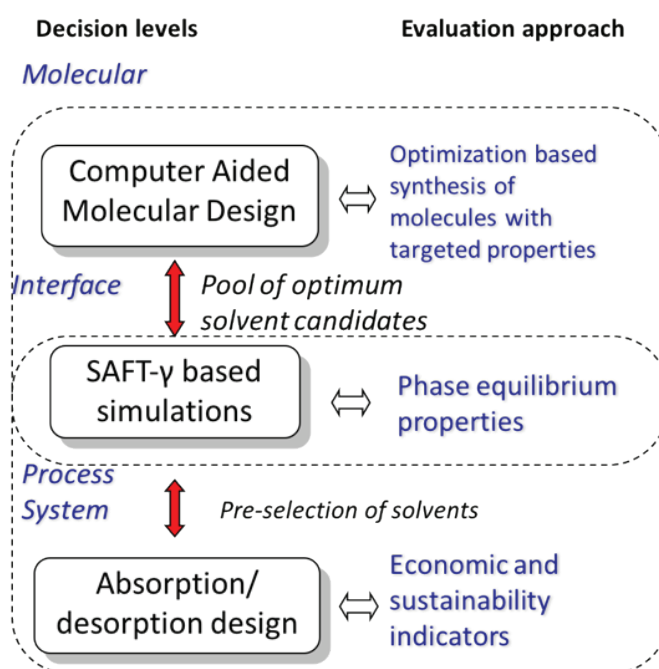 Decision levels
Evaluation approach
Molecular
Computer Aided
Molecular Design
Optimization based
synthesis of
molecules with
targeted properties
Interface
Pool of optimum
solvent candidates
SAFT-γ based
simulations
Phase equilibrium
properties
Process
System
Pre-selection of solvents
Absorption/
desorption design
Economic and
sustainability
indicators